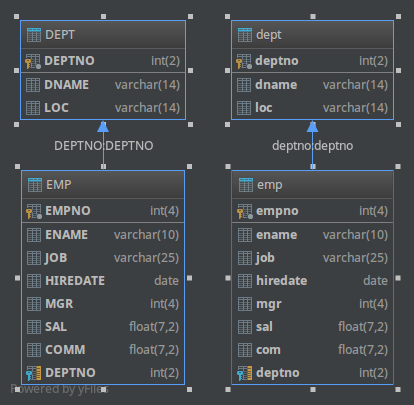 DEPT
DEPTNO int(2)
DNAME varchar(14)
LOC varchar(14)
DEPTNO:DEPTNO
EMP
EMPNO int(4)
ENAME varchar(10)
JOB varchar(25)
HIREDATE date
MGR int(4)
SAL float(7,2)
COMM float(7,2)
DEPTNO int(2)
dept
deptno int(2)
dname varchar(14)
loc varchar(14)
deptno:deptno
emp
empno int(4)
ename varchar(10)
job varchar(25)
hiredate date
mgr int(4)
sal float(7,2)
com float(7,2)
deptno int(2)
Powered by yFiles